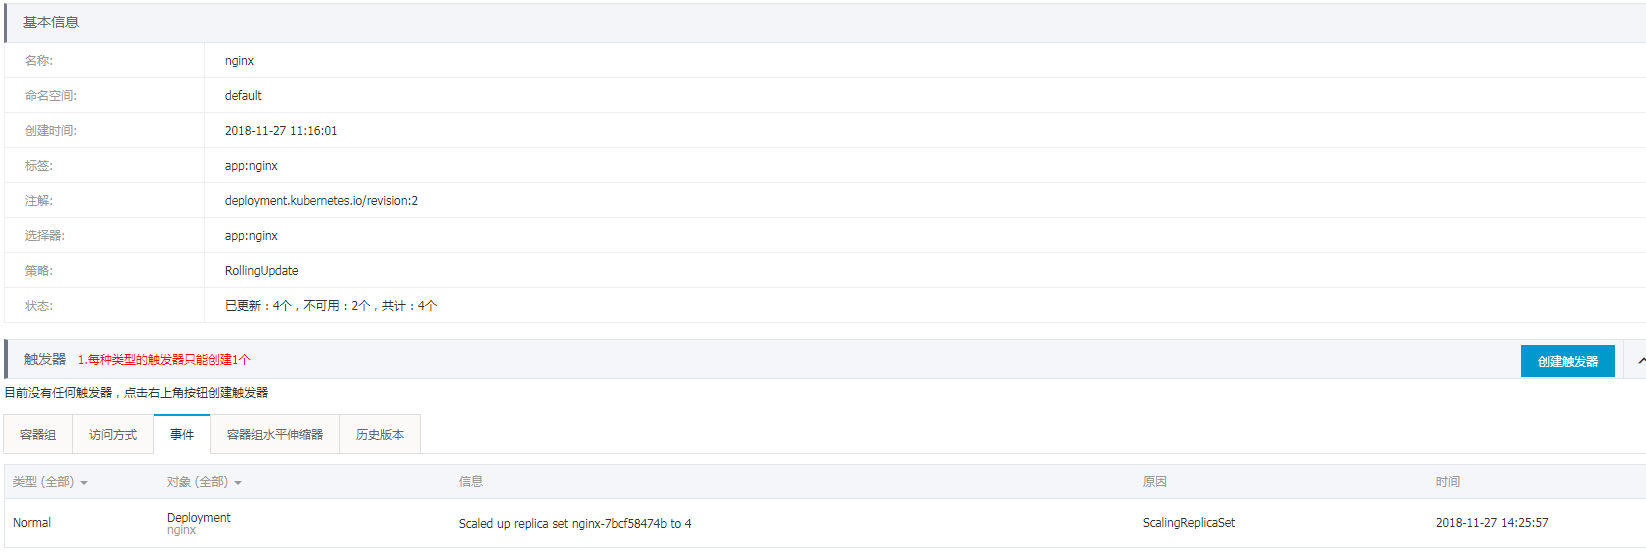 基本信息
名称: nginx
命名空间: default
创建时间: 2018-11-27 11:16:01
标签: app:nginx
注解: deployment.kubernetes.io/revision:2
选择器: app:nginx
策略: RollingUpdate
状态: 已更新：4个，不可用：2个，共计：4个
触发器 1.每种类型的触发器只能创建1个 创建触发器
目前没有任何触发器，点击右上角按钮创建触发器
容器组 访问方式 事件 容器组水平伸缩器 历史版本
类型 (全部) 对象 (全部) 信息 原因 时间
Normal Deployment Scaled up replica set nginx-7bcf58474b to 4 ScalingReplicaSet 2018-11-27 14:25:57
nginx